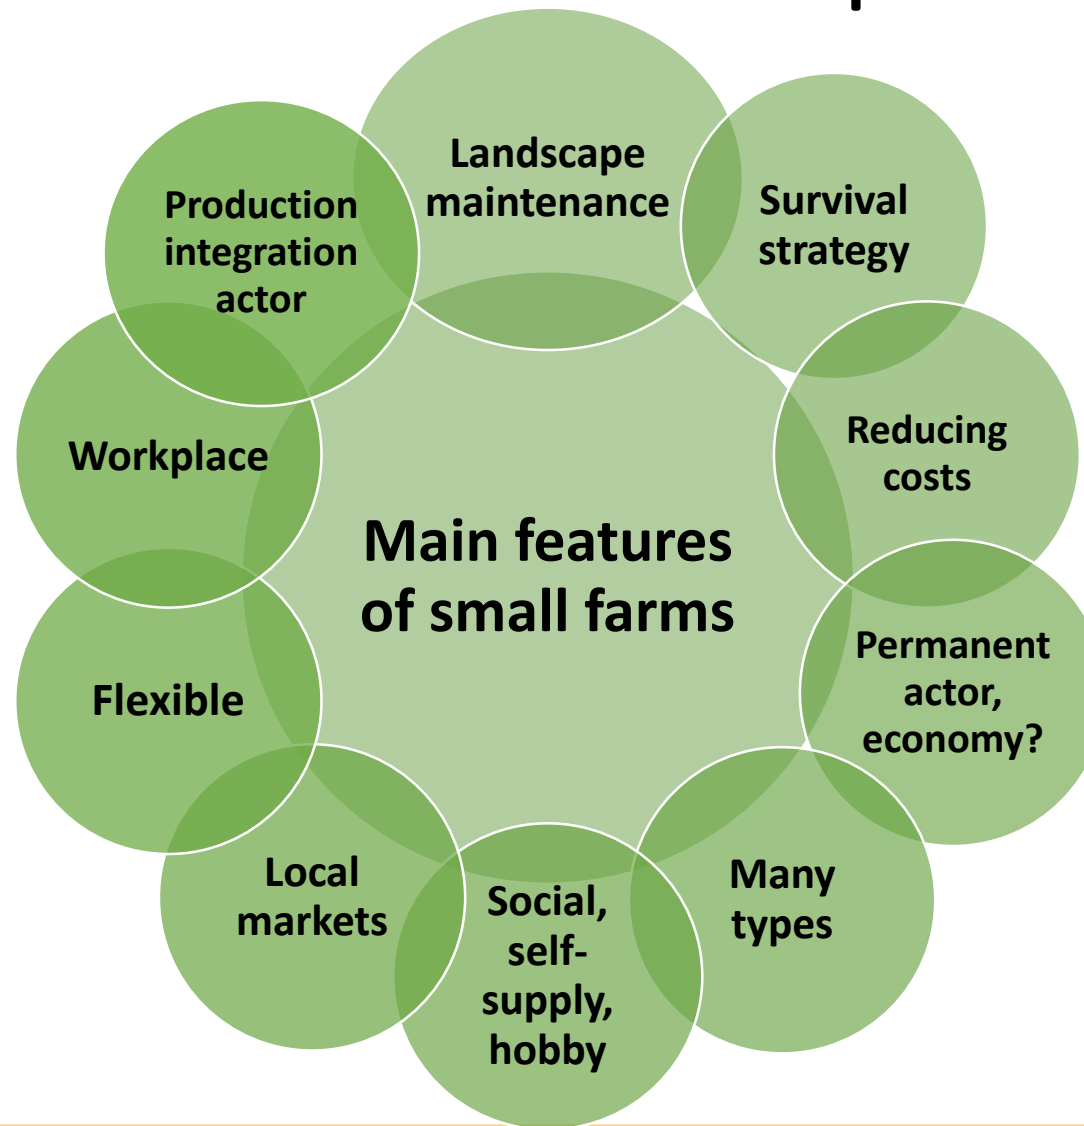 Landscape
maintenance
Survival
strategy
Reducing
costs
Permanent
actor,
economy?
Many
types
Social,
self-
supply,
hobby
Local
markets
Flexible
Workplace
Production
integration
actor
Main features
of small farms